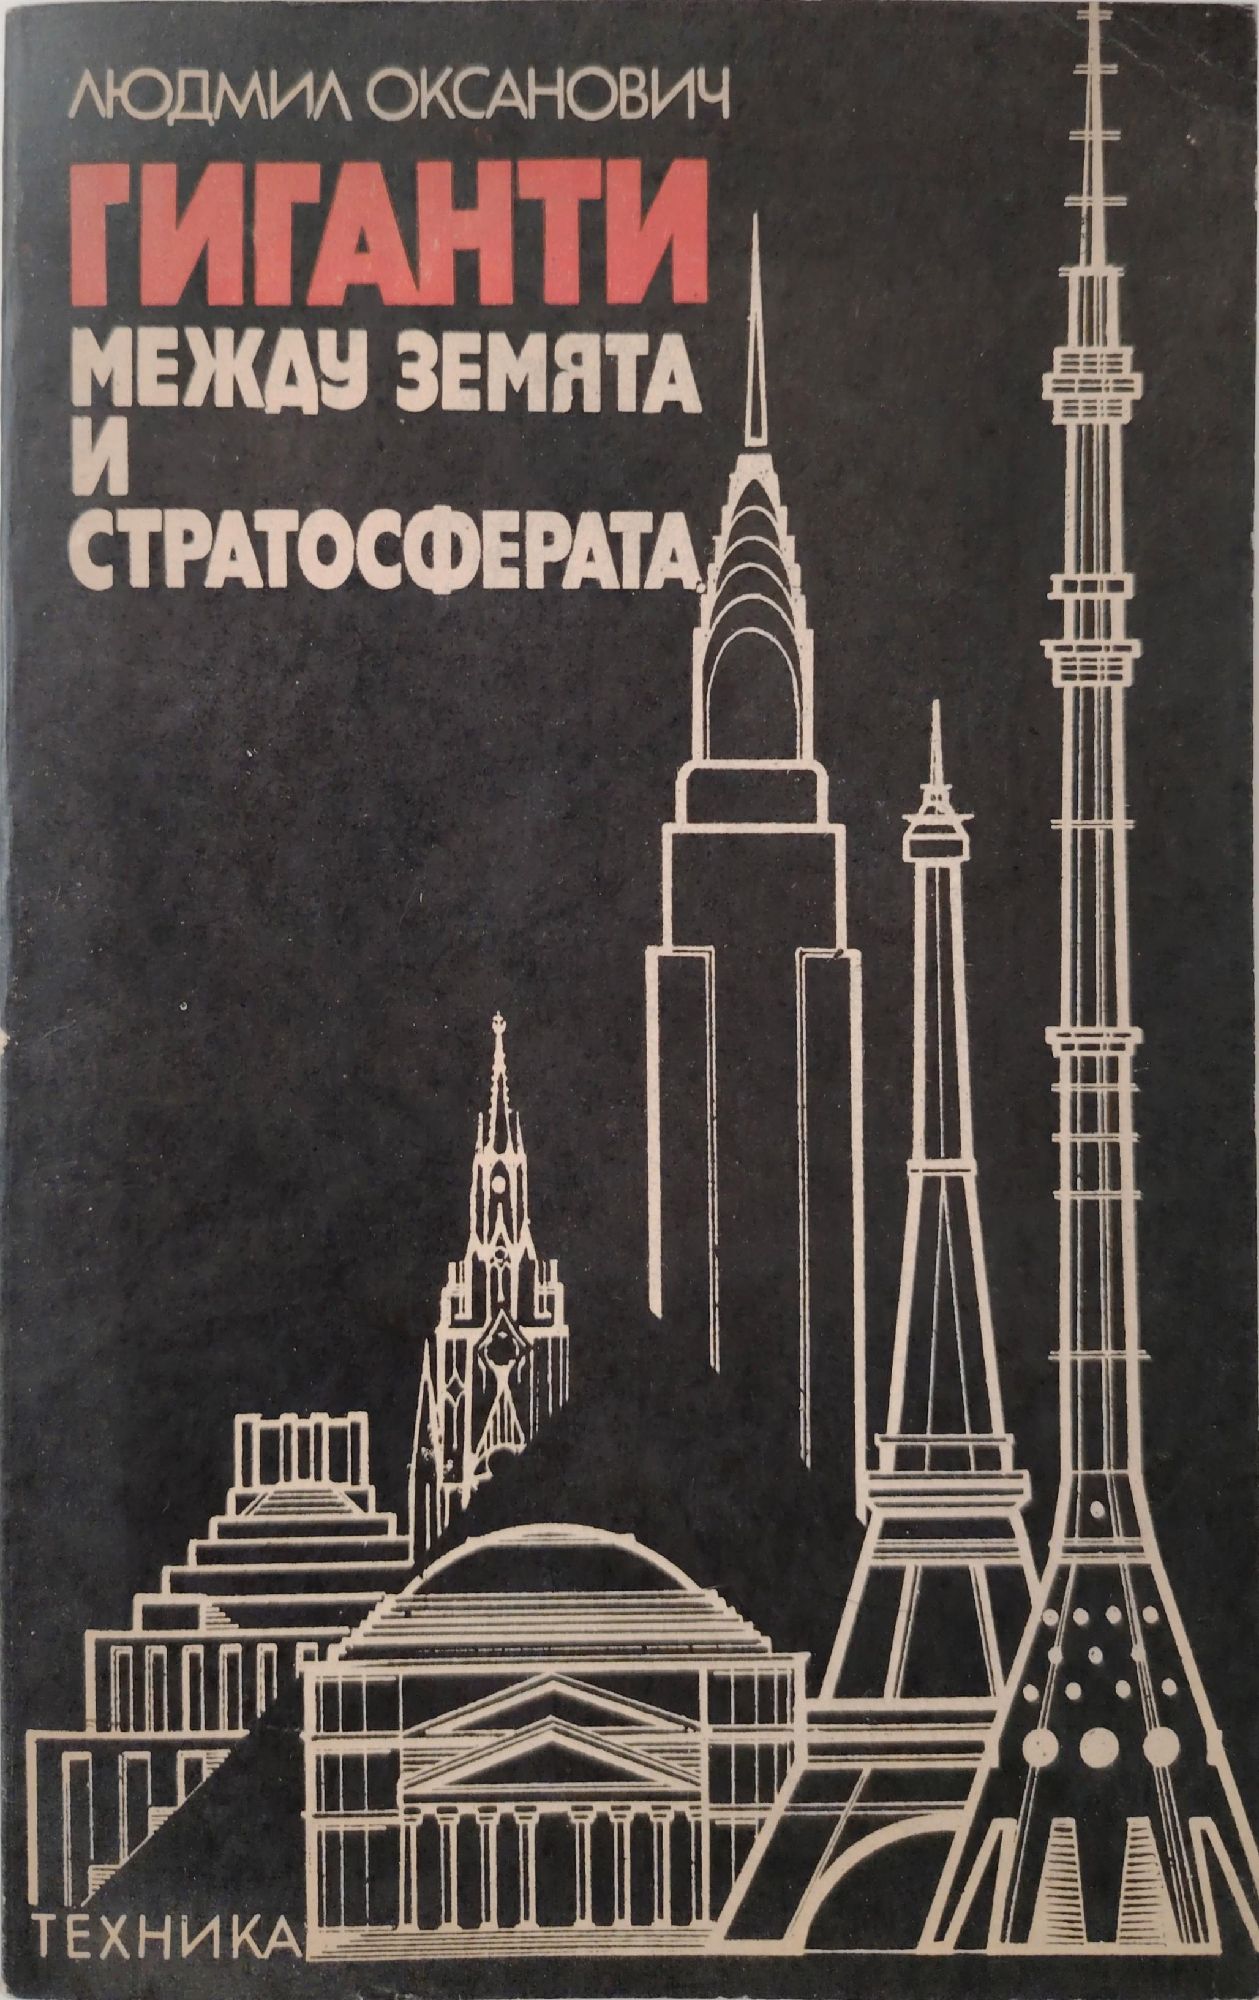 ЛЮДМИЛ ОКСАНОВИЧ
ГИГАНТИ
МЕЖДУ ЗЕМЯТА
И
СТРАТОСФЕРАТА
ТЕХНИКА